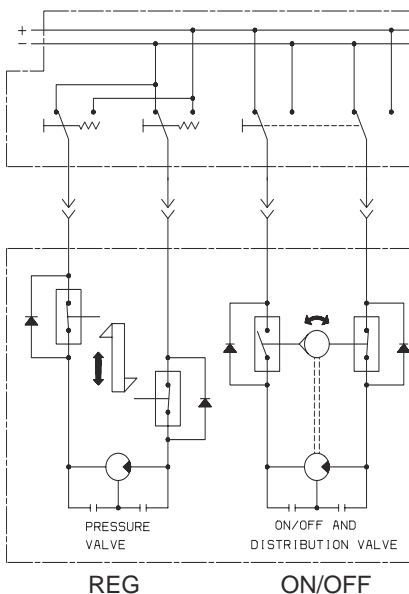 +
−
PRESSURE
VALVE
ON/OFF AND
DISTRIBUTION VALVE
REG
ON/OFF